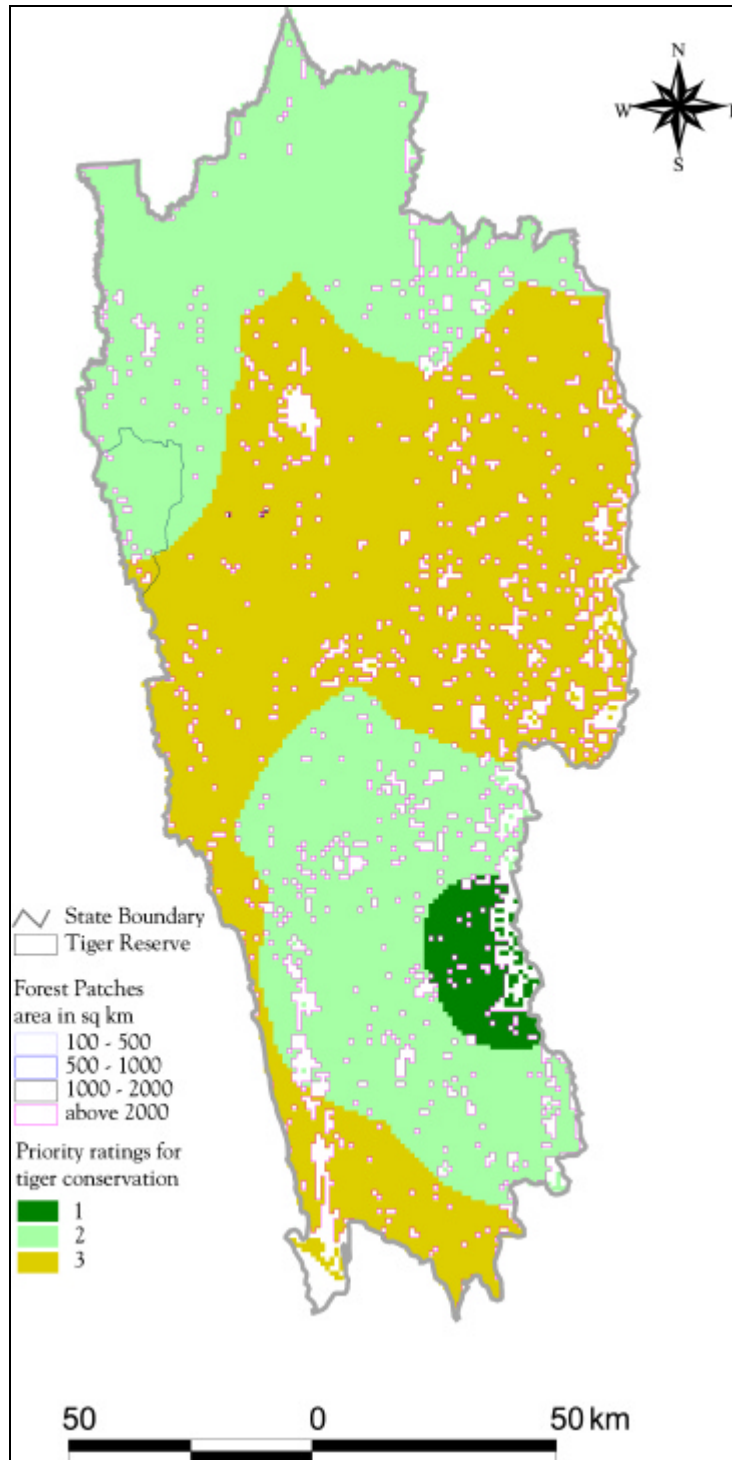 N
W
S
State Boundary
Tiger Reserve
Forest Patches
area in sq km
100 - 500
500 - 1000
1000 - 2000
above 2000
Priority ratings for
tiger conservation
1
2
3
50 0 50 km